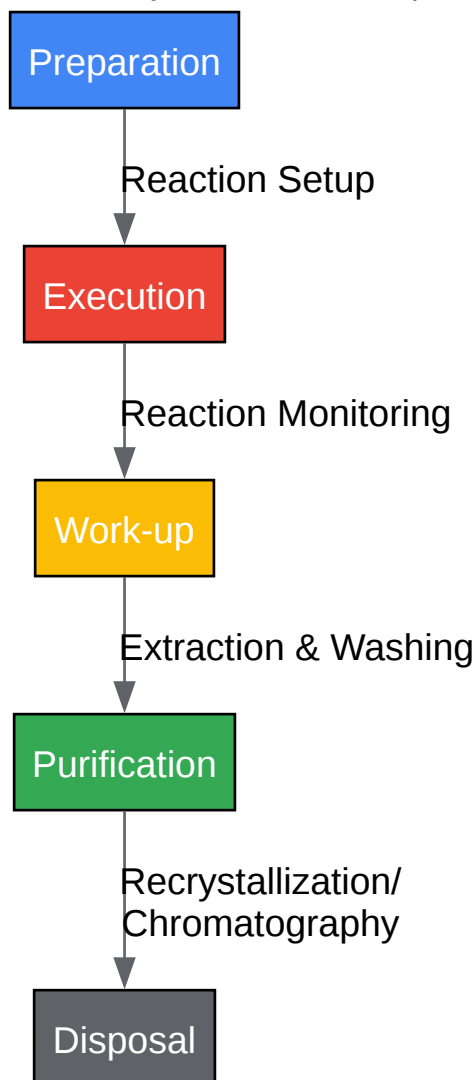 Preparation
Reaction Setup
Execution
Reaction Monitoring
Work-up
Extraction & Washing
Purification
Recrystallization/
Chromatography
Disposal